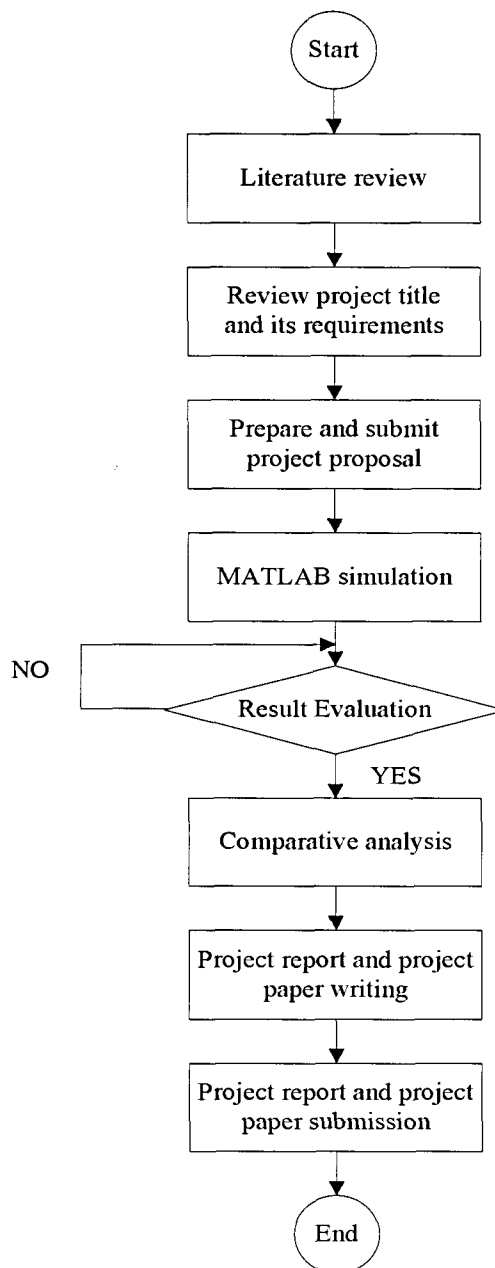 Start
Literature review
Review project title
and its requirements
Prepare and submit
project proposal
MATLAB simulation
NO
Result Evaluation
YES
Comparative analysis
Project report and project
paper writing
Project report and project
paper submission
End